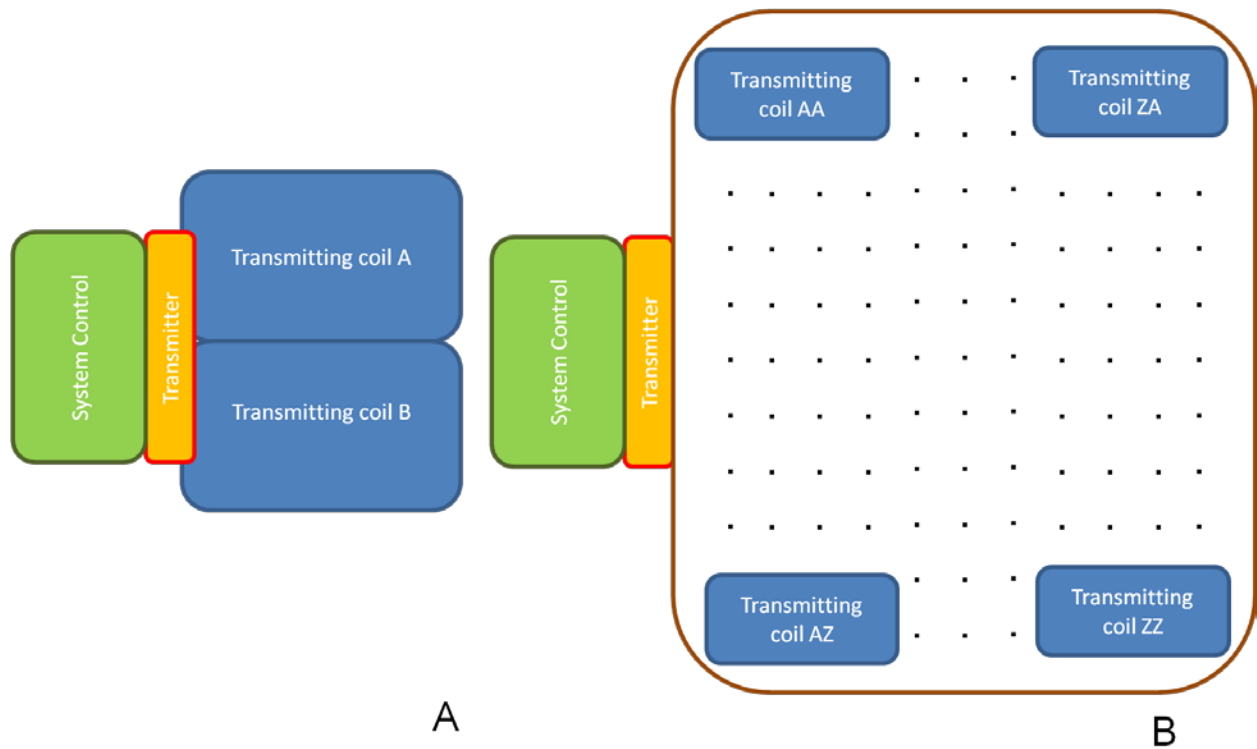 System Control
Transmitter
Transmitting coil A
Transmitting coil B
A
System Control
Transmitter
Transmitting
coil AA
Transmitting
coil ZA
Transmitting
coil AZ
Transmitting
coil ZZ
B